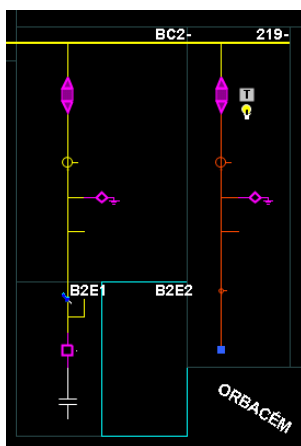 BC2-
219-
T
B2E1
B2E2
ORBACÉM